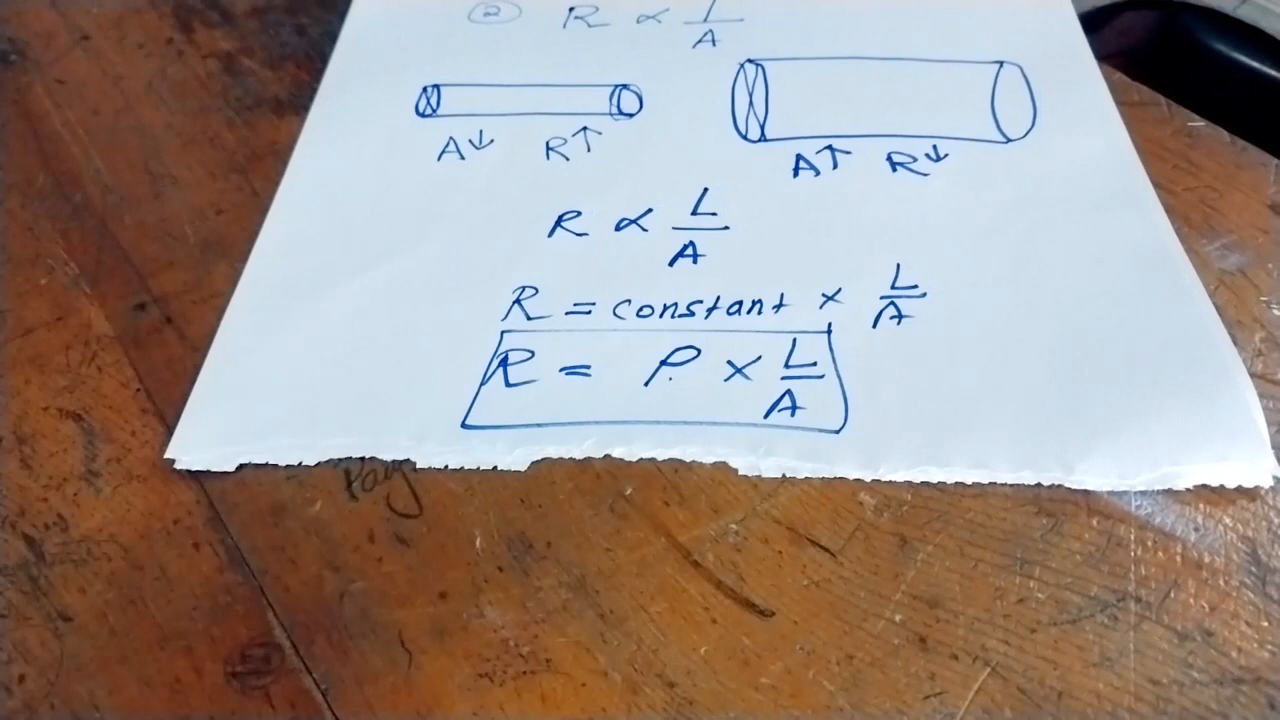 ② R ∝ 1/A
A↓ R↑ A↑ R↓
R ∝ L/A
R = constant × L/A
R = ρ × L/A